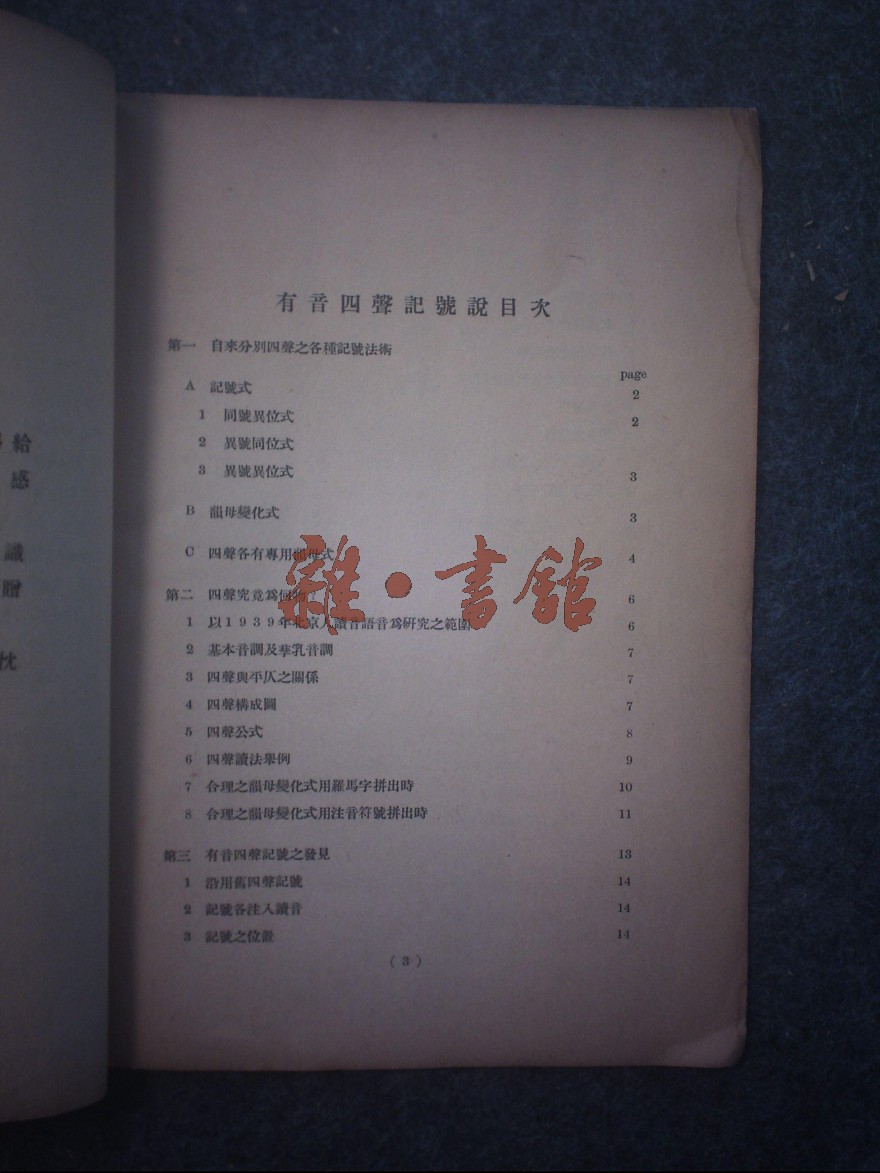 有音四聲記號說目次
第一 自來分別四聲之各種記號法術
page
A 記號式 2
1 同號異位式 2
2 異號同位式
3 異號異位式 3
B 韻母變化式 3
C 四聲各有專用韻母式 4
第二 四聲究竟爲何物? 6
1 以1939年北京人讀音語音爲研究之範圍 6
2 基本音調及孳乳音調 7
3 四聲與平仄之關係 7
4 四聲構成圖 7
5 四聲公式 8
6 四聲讀法舉例 9
7 合理之韻母變化式用羅馬字拼出時 10
8 合理之韻母變化式用注音符號拼出時 11
第三 有音四聲記號之發見 13
1 沿用舊四聲記號 14
2 記號各注入讀音 14
3 記號之位置 14
(3)
給
感
識
贈
忱
雜·書館